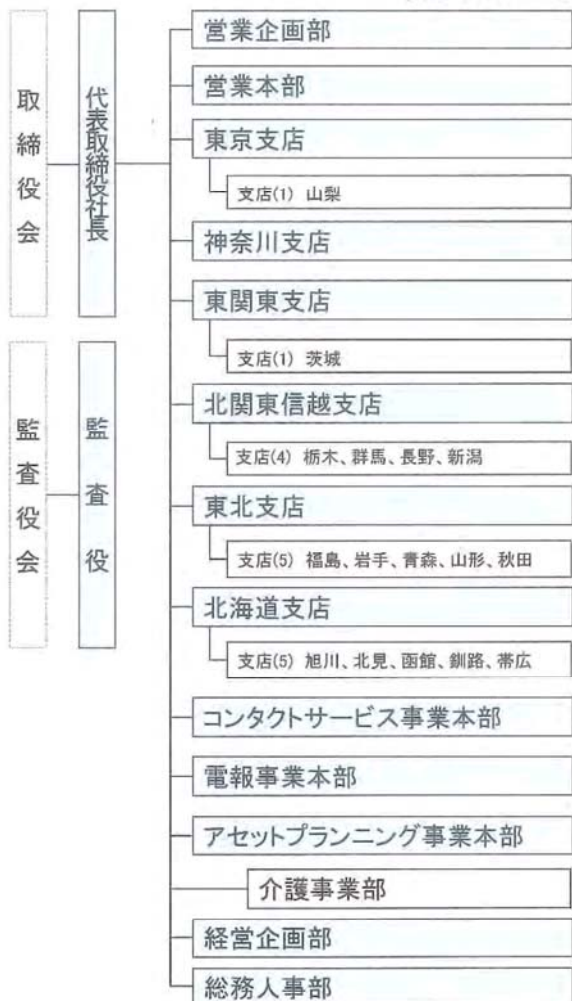 取締役会
代表取締役社長
監査役会
監査役
営業企画部
営業本部
東京支店
支店(1) 山梨
神奈川支店
東関東支店
支店(1) 茨城
北関東信越支店
支店(4) 栃木、群馬、長野、新潟
東北支店
支店(5) 福島、岩手、青森、山形、秋田
北海道支店
支店(5) 旭川、北見、函館、釧路、帯広
コンタクトサービス事業本部
電報事業本部
アセットプランニング事業本部
介護事業部
経営企画部
総務人事部